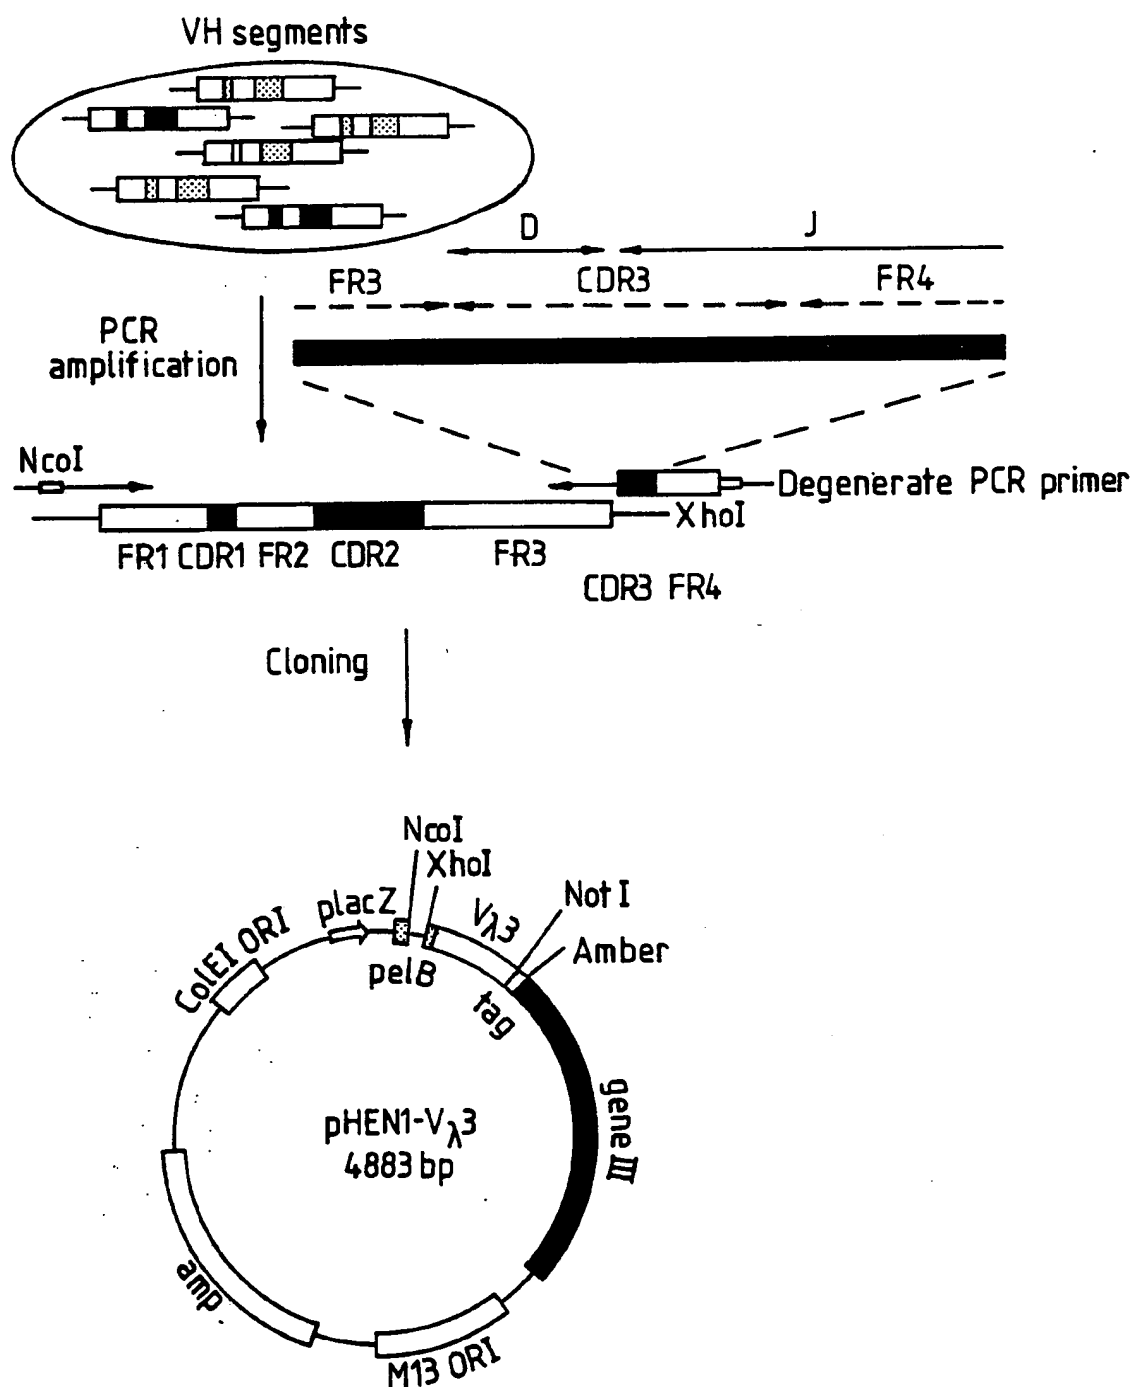 VH segments
D
J
FR3
CDR3
FR4
PCR
amplification
NcoI
Degenerate PCR primer
XhoI
FR1 CDR1 FR2 CDR2 FR3
CDR3 FR4
Cloning
NcoI
XhoI
placZ
Vλ3
Not I
Amber
ColEI ORI
pelB
tag
gene III
pHEN1-Vλ3
4883 bp
amp
M13 ORI